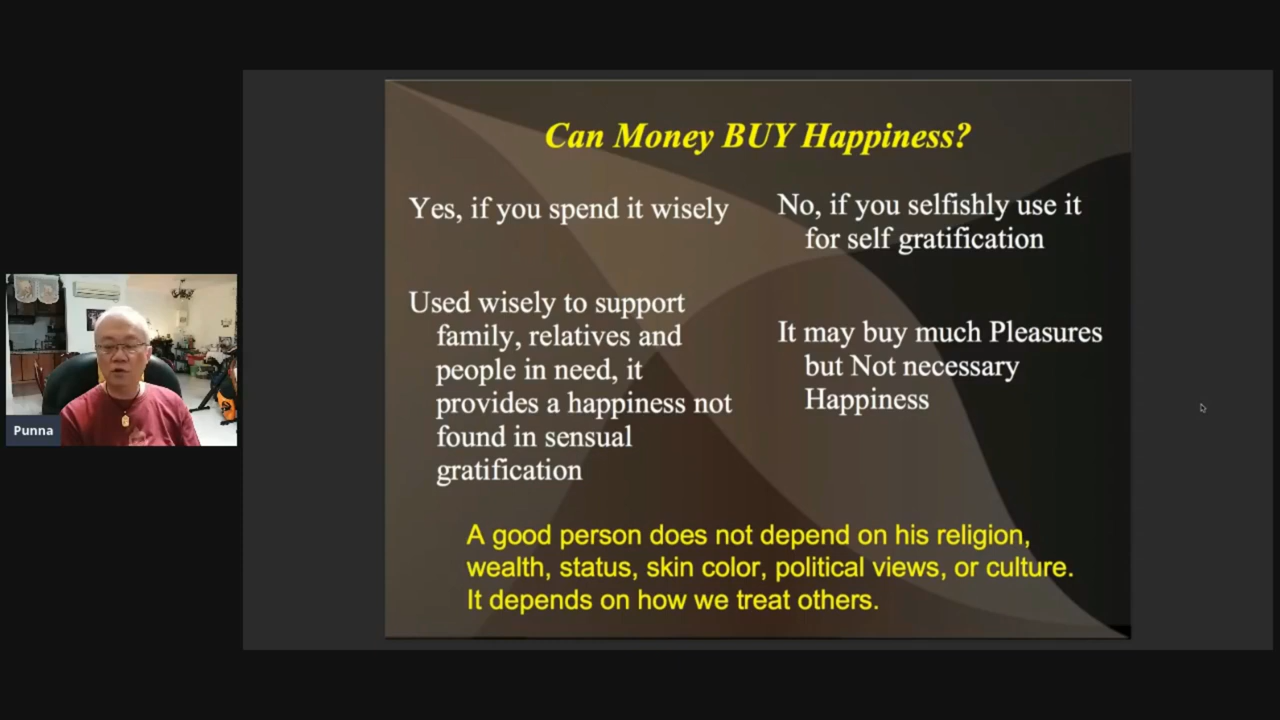 Can Money BUY Happiness?
Yes, if you spend it wisely
Used wisely to support
family, relatives and
people in need, it
provides a happiness not
found in sensual
gratification
No, if you selfishly use it
for self gratification
It may buy much Pleasures
but Not necessary
Happiness
A good person does not depend on his religion,
wealth, status, skin color, political views, or culture.
It depends on how we treat others.
Punna